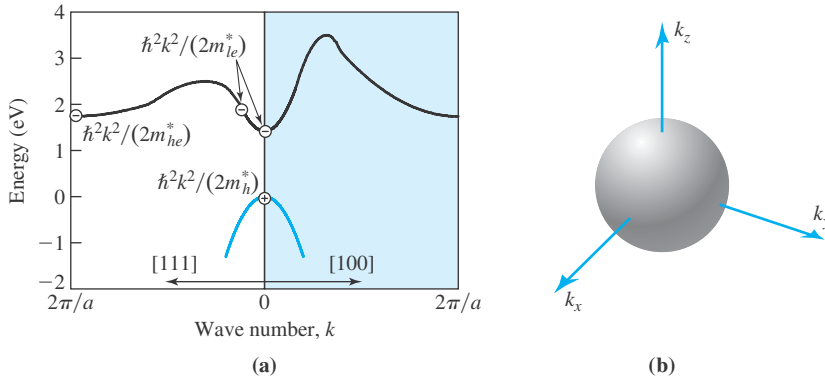 4
3
2
1
0
−1
−2
Energy (eV)
ħ²k²/(2m*le)
ħ²k²/(2m*he)
ħ²k²/(2m*h)
−
−
−
+
[111]
[100]
2π/a
0
2π/a
Wave number, k
(a)
kz
kx
(b)